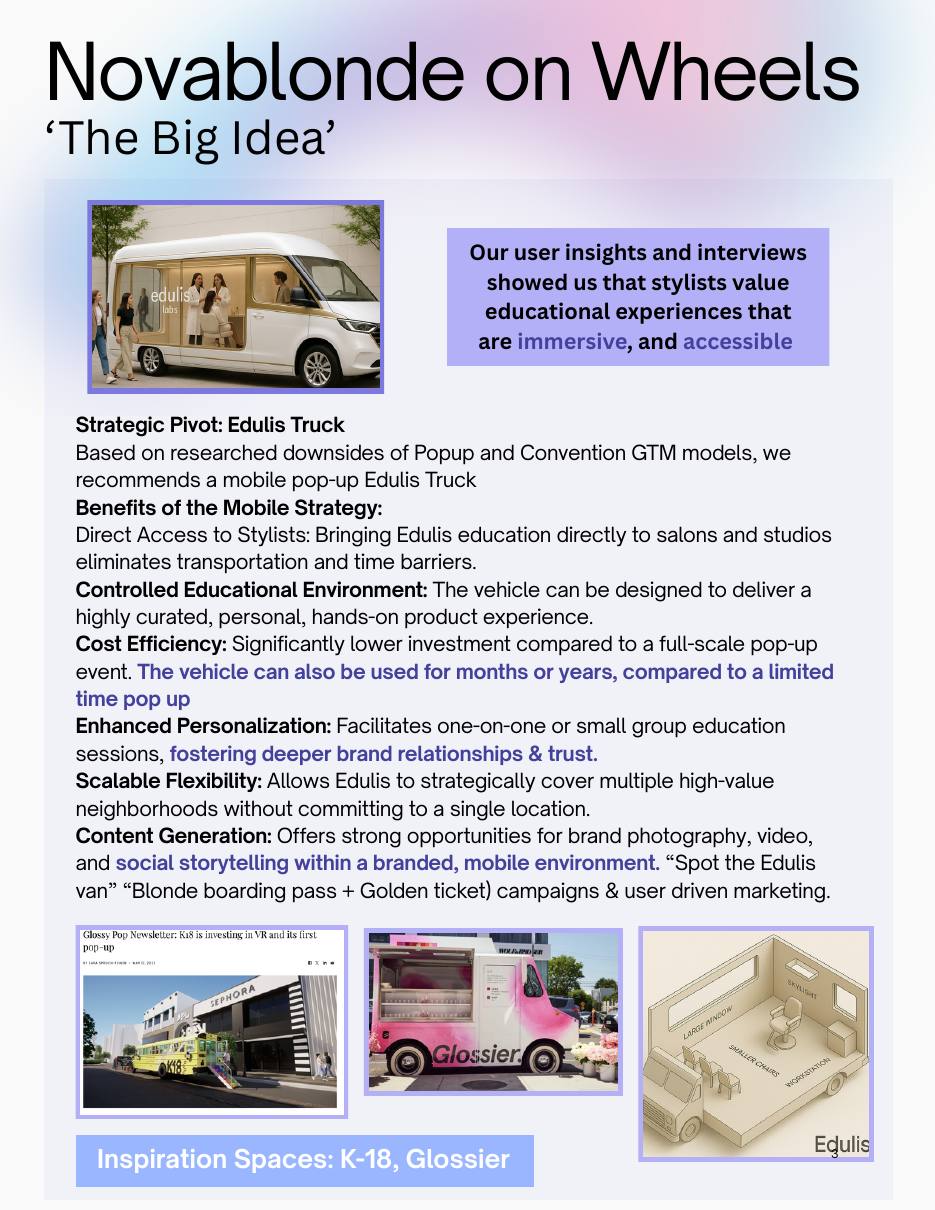 Novablonde on Wheels
‘The Big Idea’
edulis
labs
Our user insights and interviews
showed us that stylists value
educational experiences that
are immersive, and accessible
Strategic Pivot: Edulis Truck
Based on researched downsides of Popup and Convention GTM models, we
recommends a mobile pop-up Edulis Truck
Benefits of the Mobile Strategy:
Direct Access to Stylists: Bringing Edulis education directly to salons and studios
eliminates transportation and time barriers.
Controlled Educational Environment: The vehicle can be designed to deliver a
highly curated, personal, hands-on product experience.
Cost Efficiency: Significantly lower investment compared to a full-scale pop-up
event. The vehicle can also be used for months or years, compared to a limited
time pop up
Enhanced Personalization: Facilitates one-on-one or small group education
sessions, fostering deeper brand relationships & trust.
Scalable Flexibility: Allows Edulis to strategically cover multiple high-value
neighborhoods without committing to a single location.
Content Generation: Offers strong opportunities for brand photography, video,
and social storytelling within a branded, mobile environment. “Spot the Edulis
van” “Blonde boarding pass + Golden ticket) campaigns & user driven marketing.
Glossy Pop Newsletter: K18 is investing in VR and its first
pop-up
SEPHORA
K18
Glossier.
LARGE WINDOW
SKYLIGHT
SMALLER CHAIRS
WORKSTATION
Edulis
3
Inspiration Spaces: K-18, Glossier